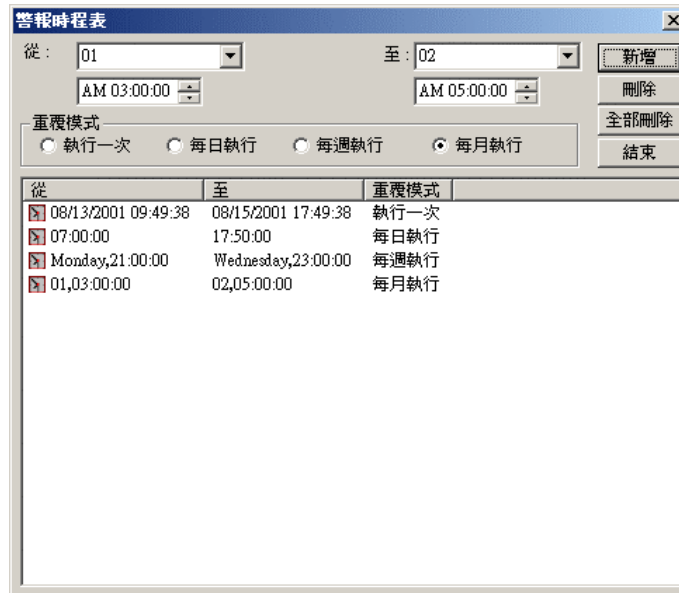 警報時程表
從： 01 至： 02 新增
AM 03:00:00 AM 05:00:00 刪除
重覆模式 全部刪除
執行一次 每日執行 每週執行 每月執行 結束
從 至 重覆模式
08/13/2001 09:49:38 08/15/2001 17:49:38 執行一次
07:00:00 17:50:00 每日執行
Monday,21:00:00 Wednesday,23:00:00 每週執行
01,03:00:00 02,05:00:00 每月執行